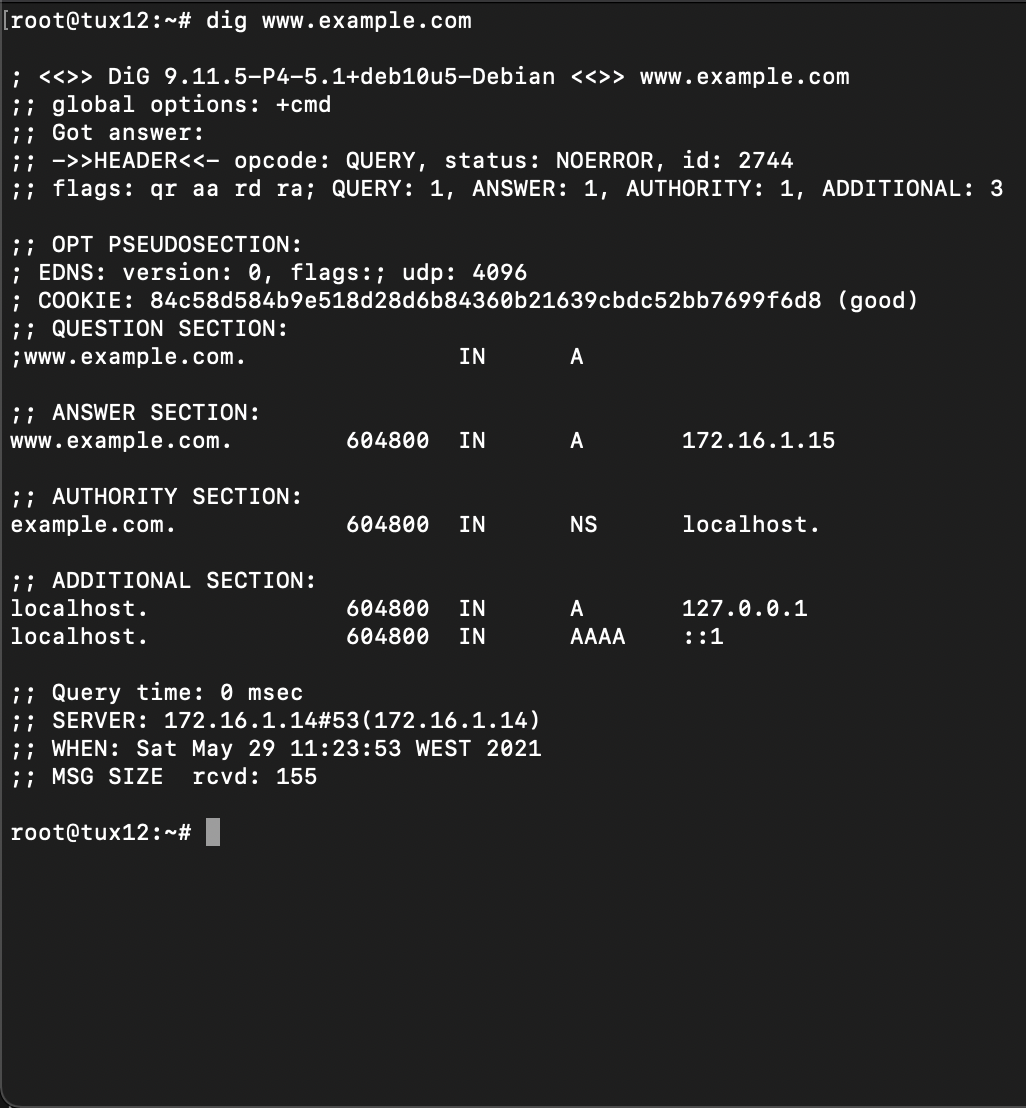 [root@tux12:~# dig www.example.com
; <<>> DiG 9.11.5-P4-5.1+deb10u5-Debian <<>> www.example.com
;; global options: +cmd
;; Got answer:
;; ->>HEADER<<- opcode: QUERY, status: NOERROR, id: 2744
;; flags: qr aa rd ra; QUERY: 1, ANSWER: 1, AUTHORITY: 1, ADDITIONAL: 3
;; OPT PSEUDOSECTION:
; EDNS: version: 0, flags:; udp: 4096
; COOKIE: 84c58d584b9e518d28d6b84360b21639cbdc52bb7699f6d8 (good)
;; QUESTION SECTION:
;www.example.com. IN A
;; ANSWER SECTION:
www.example.com. 604800 IN A 172.16.1.15
;; AUTHORITY SECTION:
example.com. 604800 IN NS localhost.
;; ADDITIONAL SECTION:
localhost. 604800 IN A 127.0.0.1
localhost. 604800 IN AAAA ::1
;; Query time: 0 msec
;; SERVER: 172.16.1.14#53(172.16.1.14)
;; WHEN: Sat May 29 11:23:53 WEST 2021
;; MSG SIZE  rcvd: 155
root@tux12:~#